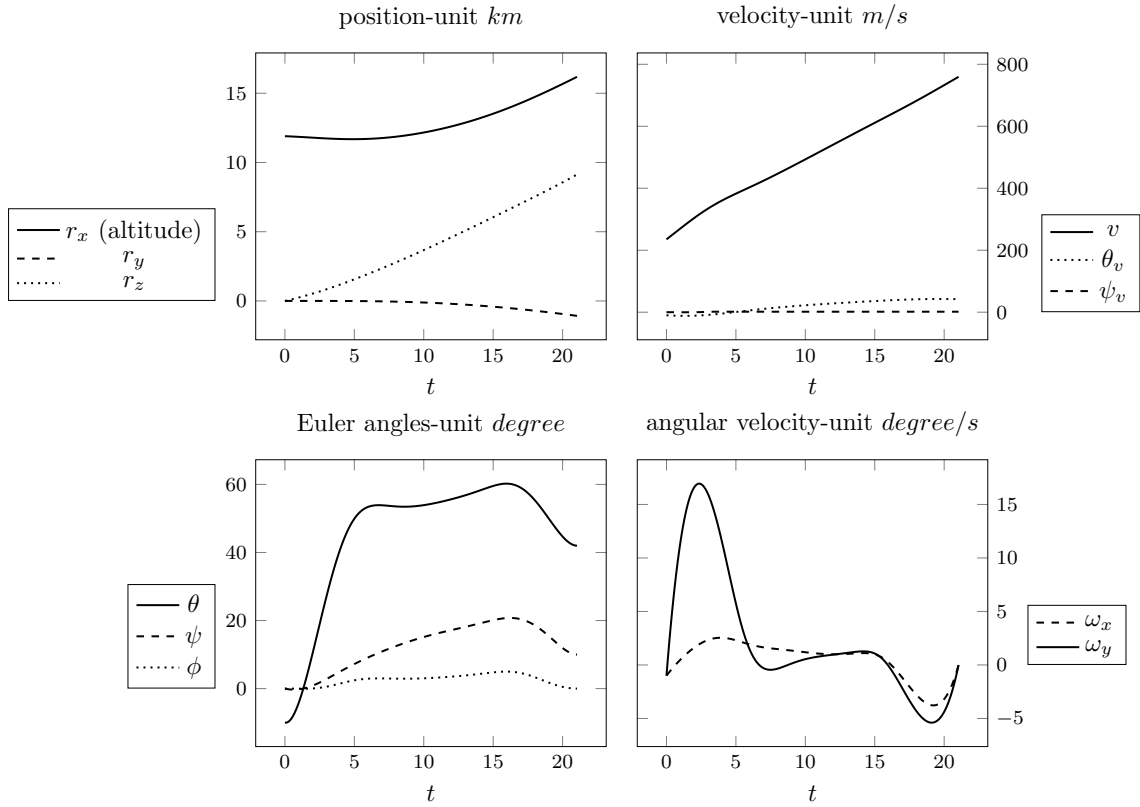 position-unit km
velocity-unit m/s
15
10
5
0
800
600
400
200
0
r_x (altitude)
r_y
r_z
v
θ_v
ψ_v
0 5 10 15 20
0 5 10 15 20
t
t
Euler angles-unit degree
angular velocity-unit degree/s
60
40
20
0
15
10
5
0
−5
θ
ψ
ϕ
ω_x
ω_y
0 5 10 15 20
0 5 10 15 20
t
t